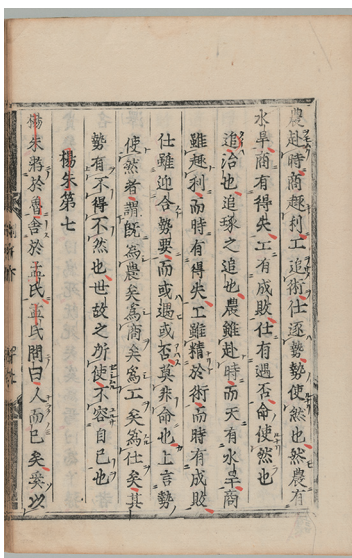 農赴時商趣利工追術仕逐勢勢使然也然農有
水旱商有得失工有成敗仕有遇否命使然也
追治也追琢之追也農雖赴時而天有水旱商
雖趣利而時有得失工雖精於術而時有成敗
仕雖迎合勢要而或遇或否莫非命也上言勢
使然者謂既為農矣為商矣為工矣為仕矣其
勢有不得不然也世故之所使不容自己也
楊朱第七
楊朱游於魯舍於孟氏孟氏問曰人而已矣奚以